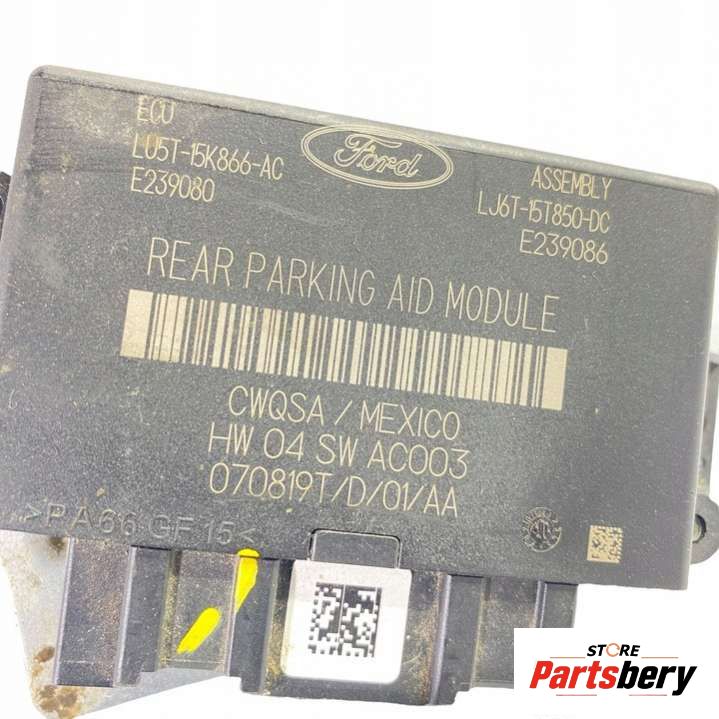 ECU
LU5T-15K866-AC
E239080
Ford
ASSEMBLY
LJ6T-15T850-DC
E239086
REAR PARKING AID MODULE
CWQSA / MEXICO
HW 04 SW AC003
070819T/D/01/AA
>PA66 GF15<
STORE
Partsbery